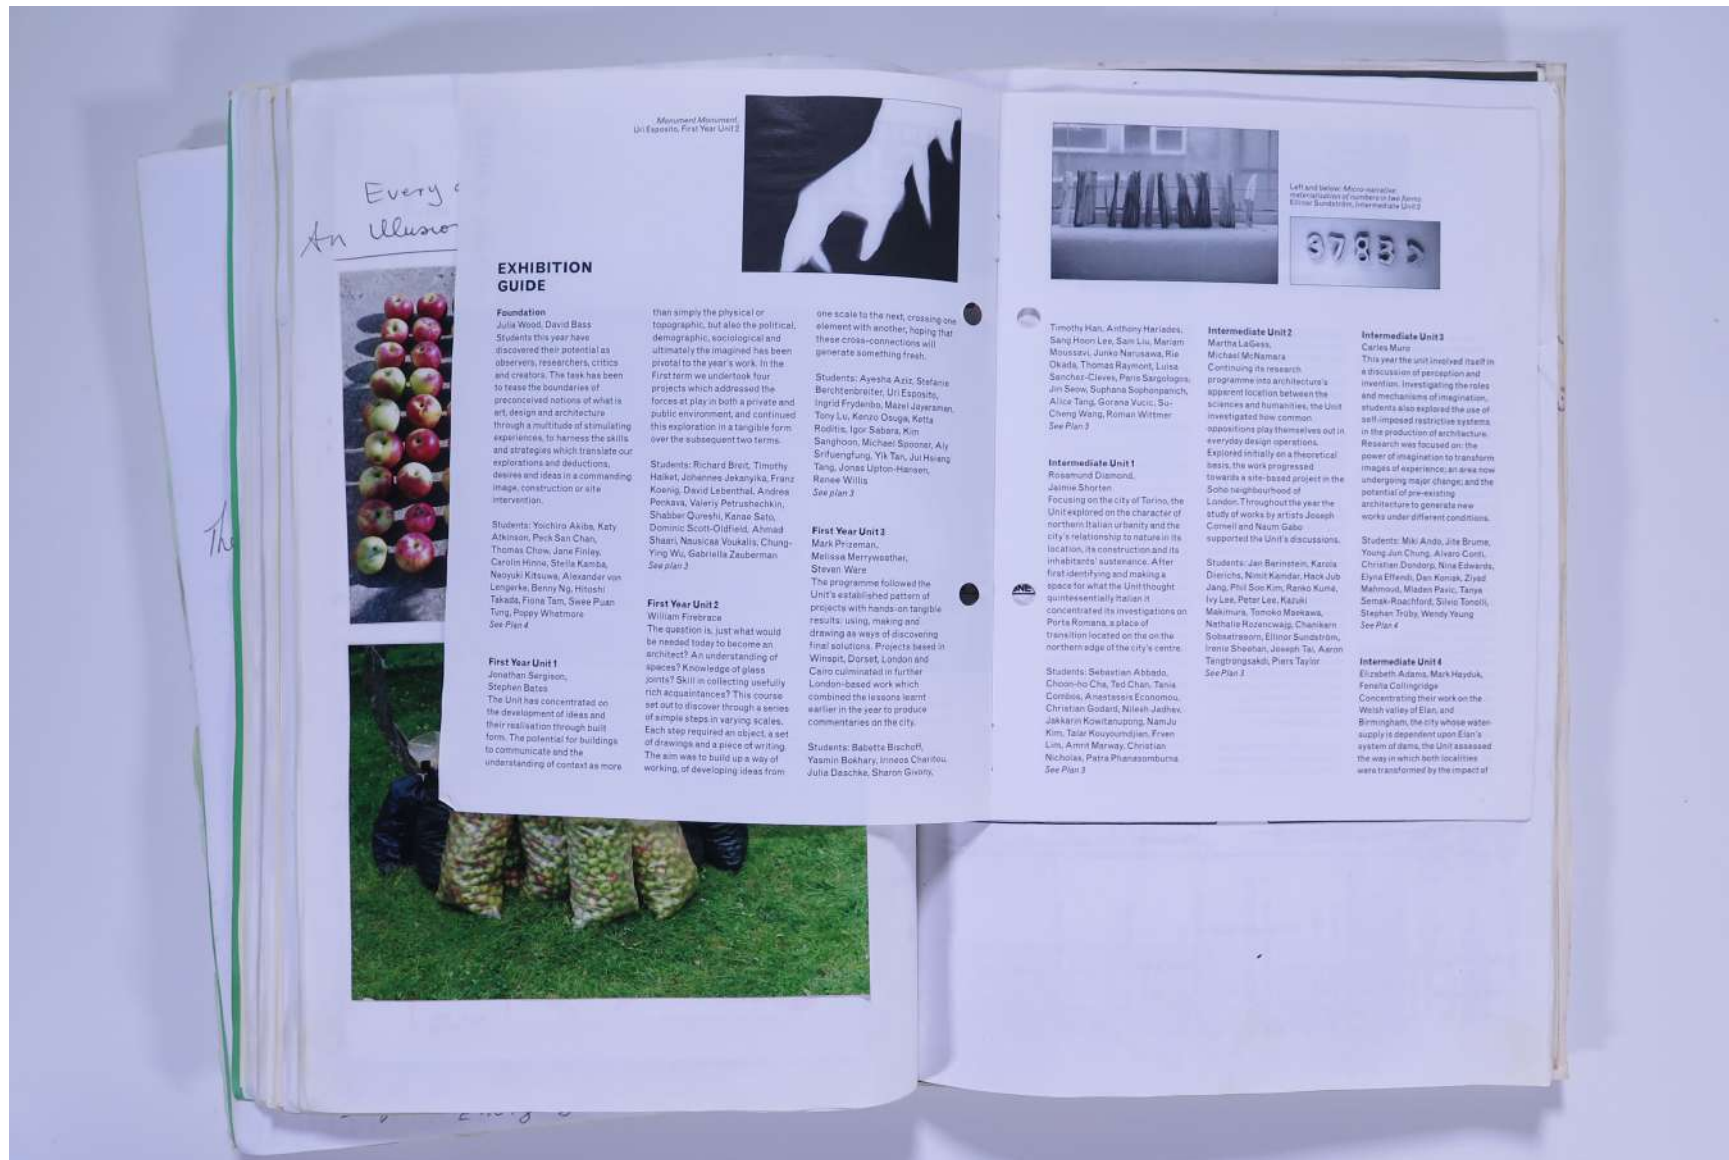 Every
An Illusio
Th
Monument Monument,
Uri Esposito, First Year Unit 2
EXHIBITION
GUIDE
Foundation
Julia Wood, David Bass
Students this year have
discovered their potential as
observers, researchers, critics
and creators. The task has been
to tease the boundaries of
preconceived notions of what is
art, design and architecture
through a multitude of stimulating
experiences, to harness the skills
and strategies which translate our
explorations and deductions,
desires and ideas in a commanding
image, construction or site
intervention.
Students: Yoichiro Akiba, Katy
Atkinson, Peck San Chan,
Thomas Chow, Jane Finley,
Carolin Hinne, Stella Kamba,
Naoyuki Kitsuwa, Alexander von
Lengerke, Benny Ng, Hitoshi
Takada, Fiona Tam, Swee Puan
Tung, Poppy Whatmore
See Plan 4
First Year Unit 1
Jonathan Sergison,
Stephen Bates
The Unit has concentrated on
the development of ideas and
their realisation through built
form. The potential for buildings
to communicate and the
understanding of context as more
than simply the physical or
topographic, but also the political,
demographic, sociological and
ultimately the imagined has been
pivotal to the year's work. In the
First term we undertook four
projects which addressed the
forces at play in both a private and
public environment, and continued
this exploration in a tangible form
over the subsequent two terms.
Students: Richard Breit, Timothy
Haiket, Johannes Jakanyika, Franz
Koenig, David Lebenthal, Andrea
Penkava, Valeriy Petrushechkin,
Shabber Qureshi, Kanae Sato,
Dominic Scott-Oldfield, Ahmad
Shaari, Nausicaa Voukalis, Chung-
Ying Wu, Gabriella Zauberman
See plan 3
First Year Unit 2
William Firebrace
The question is, just what would
be needed today to become an
architect? An understanding of
spaces? Knowledge of glass
joints? Skill in collecting usefully
rich acquaintances? This course
set out to discover through a series
of simple steps in varying scales.
Each step required an object, a set
of drawings and a piece of writing.
The aim was to build up a way of
working, of developing ideas from
one scale to the next, crossing one
element with another, hoping that
these cross-connections will
generate something fresh.
Students: Ayesha Aziz, Stefanie
Berchtenbreiter, Uri Esposito,
Ingrid Frydenbo, Mazel Jayaraman,
Tony Lu, Kenzo Osuga, Ketta
Roditis, Igor Sabara, Kim
Sanghoon, Michael Spooner, Aly
Srifuengfung, Yik Tan, Jui Hsiang
Tang, Jonas Upton-Hansen,
Renee Willis
See plan 3
First Year Unit 3
Mark Prizeman,
Melissa Merryweather,
Steven Ware
The programme followed the
Unit's established pattern of
projects with hands-on tangible
results: using, making and
drawing as ways of discovering
final solutions. Projects based in
Winspit, Dorset, London and
Cairo culminated in further
London-based work which
combined the lessons learnt
earlier in the year to produce
commentaries on the city.
Students: Babette Bischoff,
Yasmin Bokhary, Irineos Charitou,
Julia Daschke, Sharon Givony,
Left and below: Micro-narrative:
materialisation of numbers in two forms
Ellinor Sundström, Intermediate Unit 2
3783
Timothy Han, Anthony Hariades,
Sang Hoon Lee, Sam Liu, Mariam
Moussavi, Junko Narusawa, Rie
Okada, Thomas Raymont, Luisa
Sanchez-Cleves, Paris Sargologos,
Jin Seow, Suphana Sophonpanich,
Alice Tang, Gorana Vucic, Su-
Cheng Wang, Roman Wittmer
See Plan 3
Intermediate Unit 1
Rosamund Diamond,
Jaimie Shorten
Focusing on the city of Torino, the
Unit explored on the character of
northern Italian urbanity and the
city's relationship to nature in its
location, its construction and its
inhabitants' sustenance. After
first identifying and making a
space for what the Unit thought
quintessentially Italian it
concentrated its investigations on
Porta Romana, a place of
transition located on the on the
northern edge of the city's centre.
Students: Sebastian Abbado,
Choon-ho Cha, Ted Chan, Tania
Combos, Anestassis Economou,
Christian Godard, Nilesh Jadhev,
Jakkarin Kowitanupong, NamJu
Kim, Talar Kouyoumdjian, Frven
Lim, Amrit Marway, Christian
Nicholas, Patra Phanasomburna
See Plan 3
Intermediate Unit 2
Martha LaGess,
Michael McNamara
Continuing its research
programme into architecture's
apparent location between the
sciences and humanities, the Unit
investigated how common
oppositions play themselves out in
everyday design operations.
Explored initially on a theoretical
basis, the work progressed
towards a site-based project in the
Soho neighbourhood of
London. Throughout the year the
study of works by artists Joseph
Cornell and Naum Gabo
supported the Unit's discussions.
Students: Jan Berinstein, Karola
Dierichs, Nimit Kamdar, Hack Jub
Jang, Phil Soo Kim, Ranko Kume,
Ivy Lee, Peter Lee, Kazuki
Makimura, Tomoko Maekawa,
Nathalie Rozencwajg, Chanikarn
Sobsatrasorn, Ellinor Sundström,
Irenie Sheehan, Joseph Tai, Aaron
Tangtrongsakdi, Piers Taylor
See Plan 3
Intermediate Unit 3
Carles Muro
This year the unit involved itself in
a discussion of perception and
invention. Investigating the roles
and mechanisms of imagination,
students also explored the use of
self-imposed restrictive systems
in the production of architecture.
Research was focused on: the
power of imagination to transform
images of experience; an area now
undergoing major change; and the
potential of pre-existing
architecture to generate new
works under different conditions.
Students: Miki Ando, Jite Brume,
Young Jun Chung, Alvaro Conti,
Christian Dondorp, Nina Edwards,
Elyna Effendi, Dan Koniak, Ziyad
Mahmoud, Mladen Pavic, Tanya
Semak-Roachford, Silvio Tonolli,
Stephan Trüby, Wendy Yeung
See Plan 4
Intermediate Unit 4
Elizabeth Adams, Mark Hayduk,
Fenella Collingridge
Concentrating their work on the
Welsh valley of Elan, and
Birmingham, the city whose water
supply is dependent upon Elan's
system of dams, the Unit assessed
the way in which both localities
were transformed by the impact of